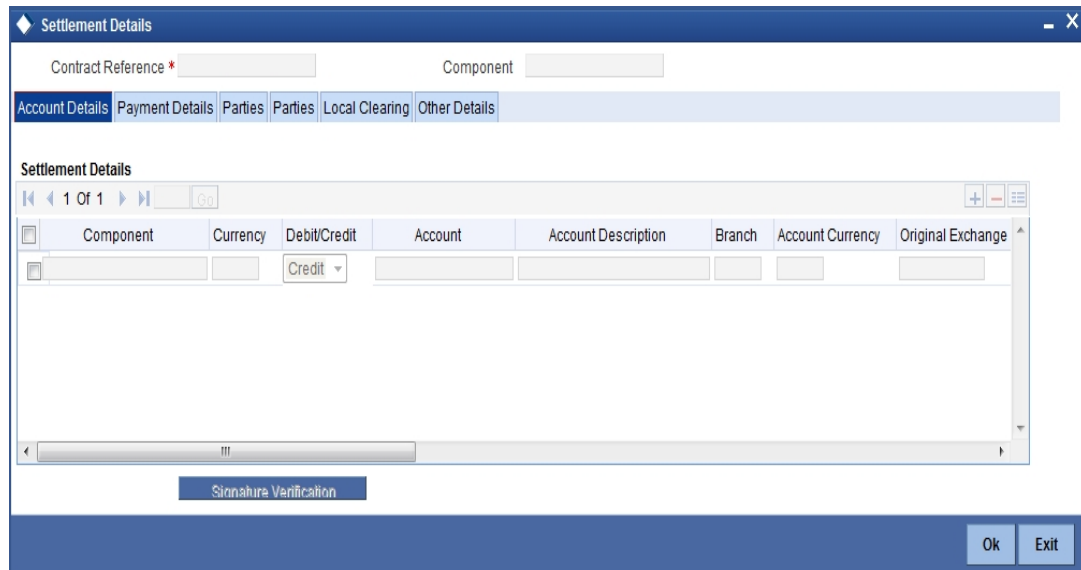 Settlement Details
Contract Reference * Component
Account Details Payment Details Parties Parties Local Clearing Other Details
Settlement Details
1 Of 1 Go
Component Currency Debit/Credit Account Account Description Branch Account Currency Original Exchange
Credit
Signature Verification
Ok Exit